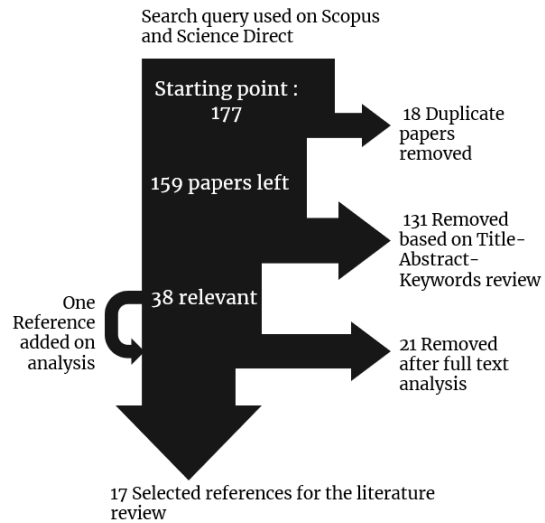 Search query used on Scopus
and Science Direct
Starting point :
177
18 Duplicate
papers
removed
159 papers left
131 Removed
based on Title-
Abstract-
Keywords review
38 relevant
One
Reference
added on
analysis
21 Removed
after full text
analysis
17 Selected references for the literature
review